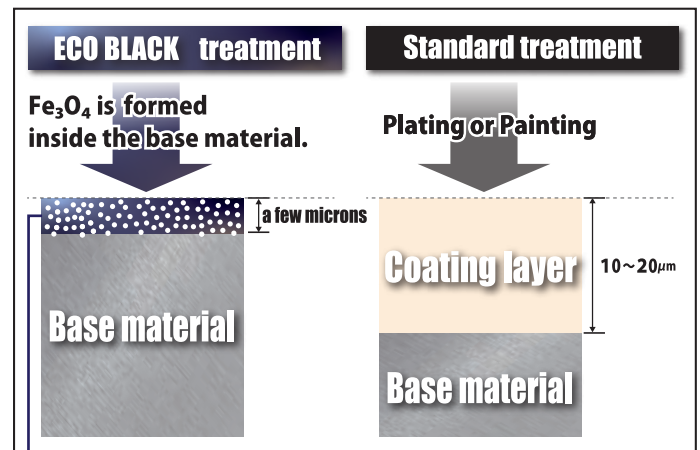 ECO BLACK treatment
Standard treatment
Fe₃O₄ is formed
inside the base material.
Plating or Painting
a few microns
Coating layer
10～20μm
Base material
Base material